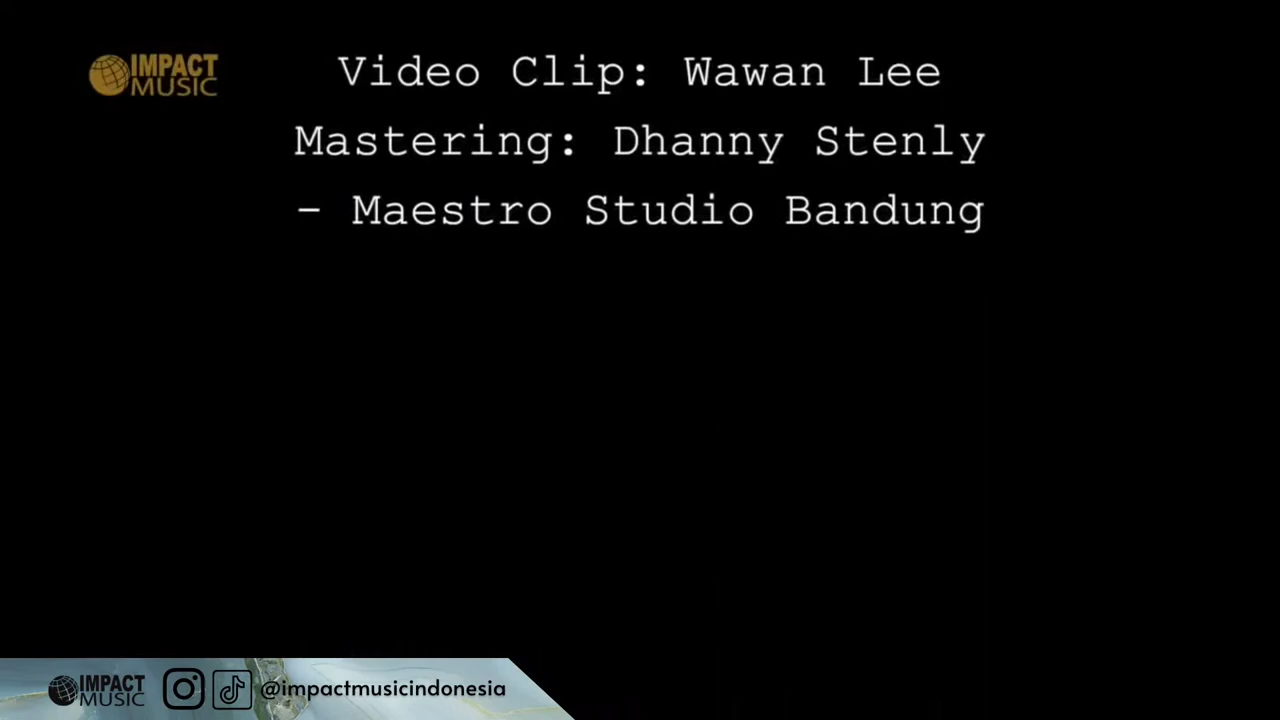 IMPACT
MUSIC
Video Clip: Wawan Lee
Mastering: Dhanny Stenly
- Maestro Studio Bandung
IMPACT
MUSIC
@impactmusicindonesia